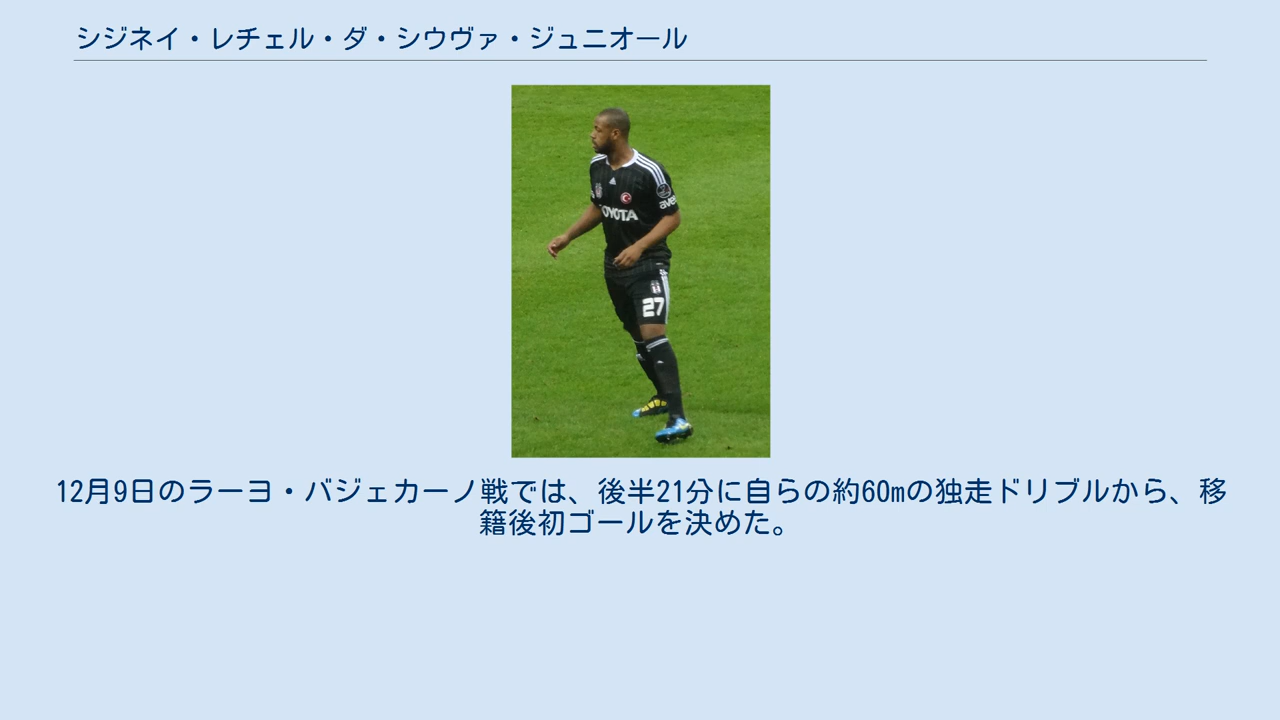 シジネイ・レチェル・ダ・シウヴァ・ジュニオール
TOYOTA
27
12月9日のラーヨ・バジェカーノ戦では、後半21分に自らの約60mの独走ドリブルから、移
籍後初ゴールを決めた。